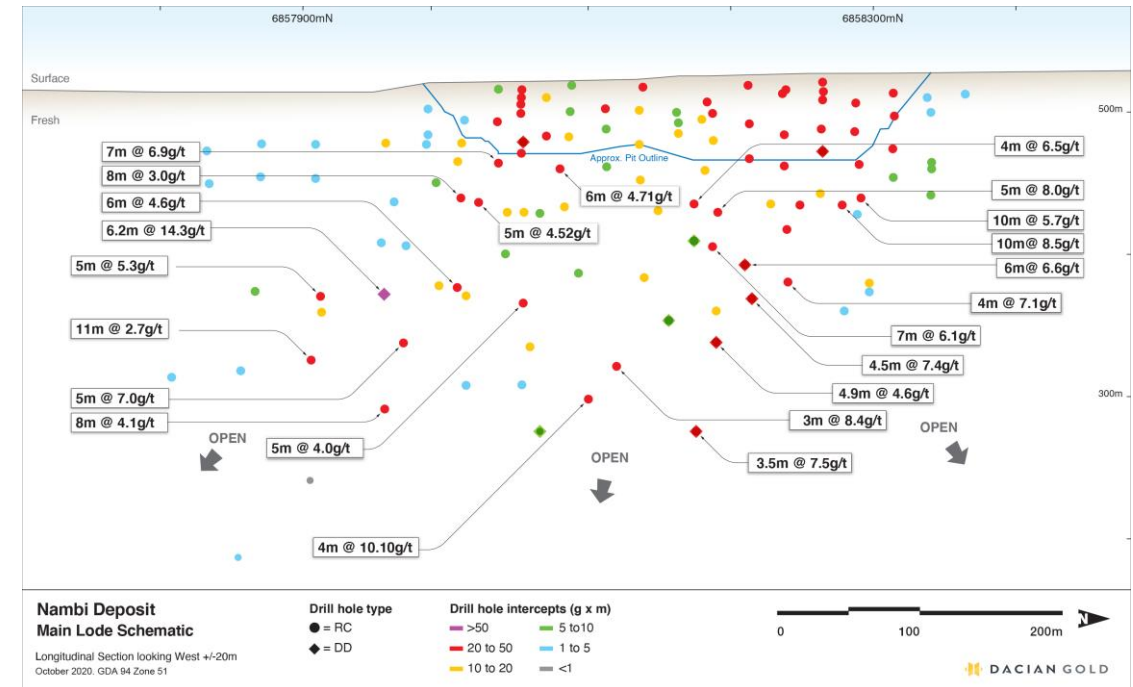 6857900mN
6858300mN
Surface
Fresh
500m
300m
Approx. Pit Outline
7m @ 6.9g/t
8m @ 3.0g/t
6m @ 4.6g/t
6.2m @ 14.3g/t
5m @ 5.3g/t
11m @ 2.7g/t
5m @ 7.0g/t
8m @ 4.1g/t
5m @ 4.0g/t
4m @ 10.10g/t
6m @ 4.71g/t
5m @ 4.52g/t
4m @ 6.5g/t
5m @ 8.0g/t
10m @ 5.7g/t
10m@ 8.5g/t
6m@ 6.6g/t
4m @ 7.1g/t
7m @ 6.1g/t
4.5m @ 7.4g/t
4.9m @ 4.6g/t
3m @ 8.4g/t
3.5m @ 7.5g/t
OPEN
OPEN
OPEN
Nambi Deposit
Main Lode Schematic
Longitudinal Section looking West +/-20m
October 2020. GDA 94 Zone 51
Drill hole type
= RC
= DD
Drill hole intercepts (g x m)
>50
20 to 50
10 to 20
5 to10
1 to 5
<1
0 100 200m
N
DACIAN GOLD